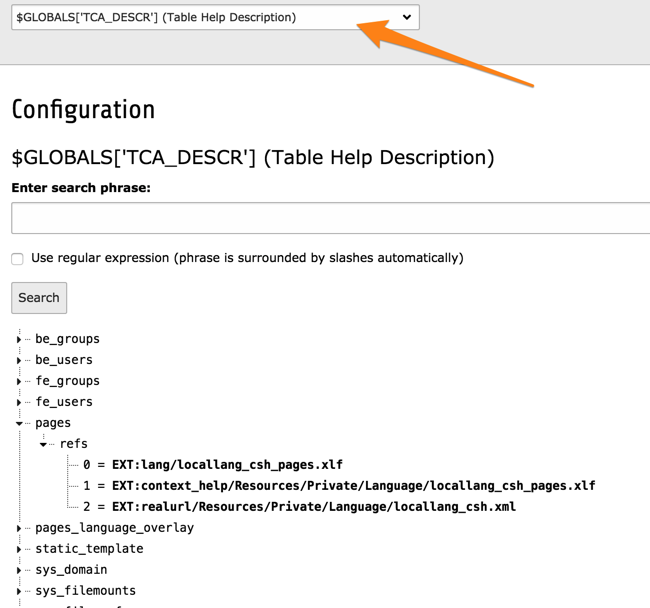 $GLOBALS['TCA_DESCR'] (Table Help Description)
Configuration
$GLOBALS['TCA_DESCR'] (Table Help Description)
Enter search phrase:
Use regular expression (phrase is surrounded by slashes automatically)
Search
be_groups
be_users
fe_groups
fe_users
pages
refs
0 = EXT:lang/locallang_csh_pages.xlf
1 = EXT:context_help/Resources/Private/Language/locallang_csh_pages.xlf
2 = EXT:realurl/Resources/Private/Language/locallang_csh.xml
pages_language_overlay
static_template
sys_domain
sys_filemounts